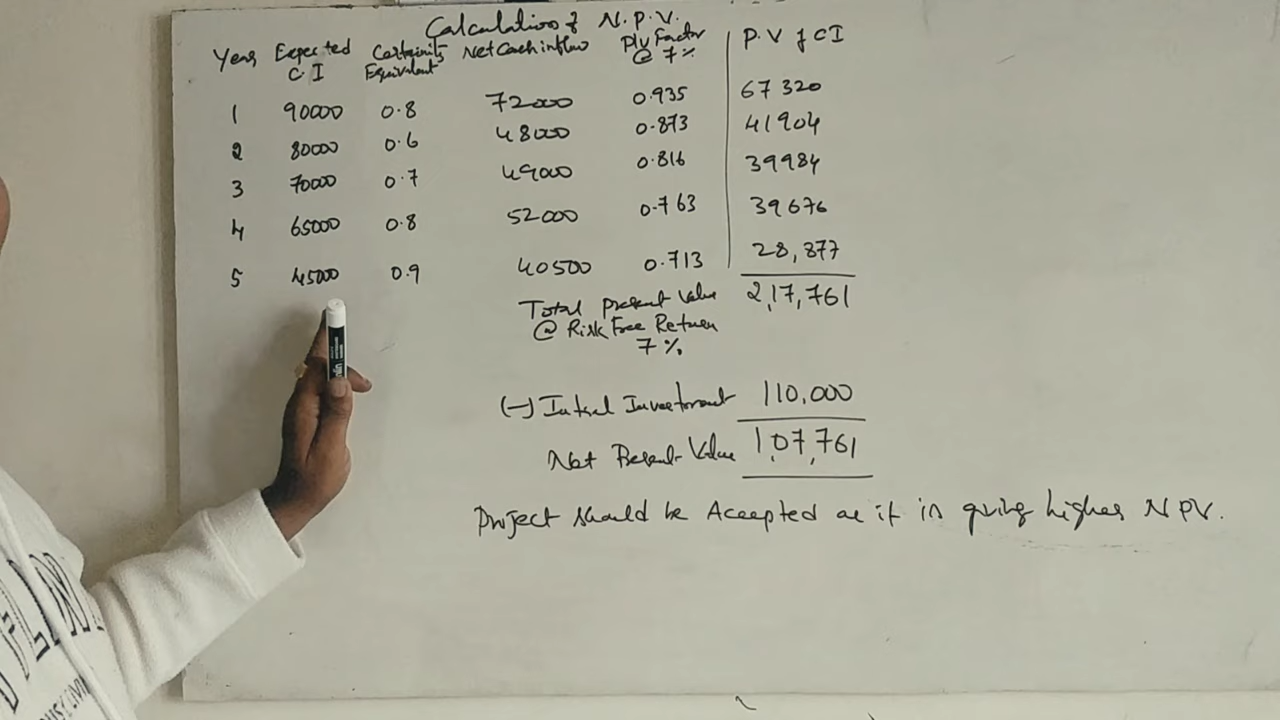 Calculation of N.P.V.
Year Expected C.I Certainity Equivalent Net Cash inflow P/v Factor @ 7% P.V of CI
1 90000 0.8 72000 0.935 67320
2 80000 0.6 48000 0.873 41904
3 70000 0.7 49000 0.816 39984
4 65000 0.8 52000 0.763 39676
5 45000 0.9 40500 0.713 28,877
Total Present Value 2,17,761
@ Risk Free Return
7%
(-) Initial Investment 110,000
Net Present Value 1,07,761
Project should be Accepted as it is giving higher NPV.